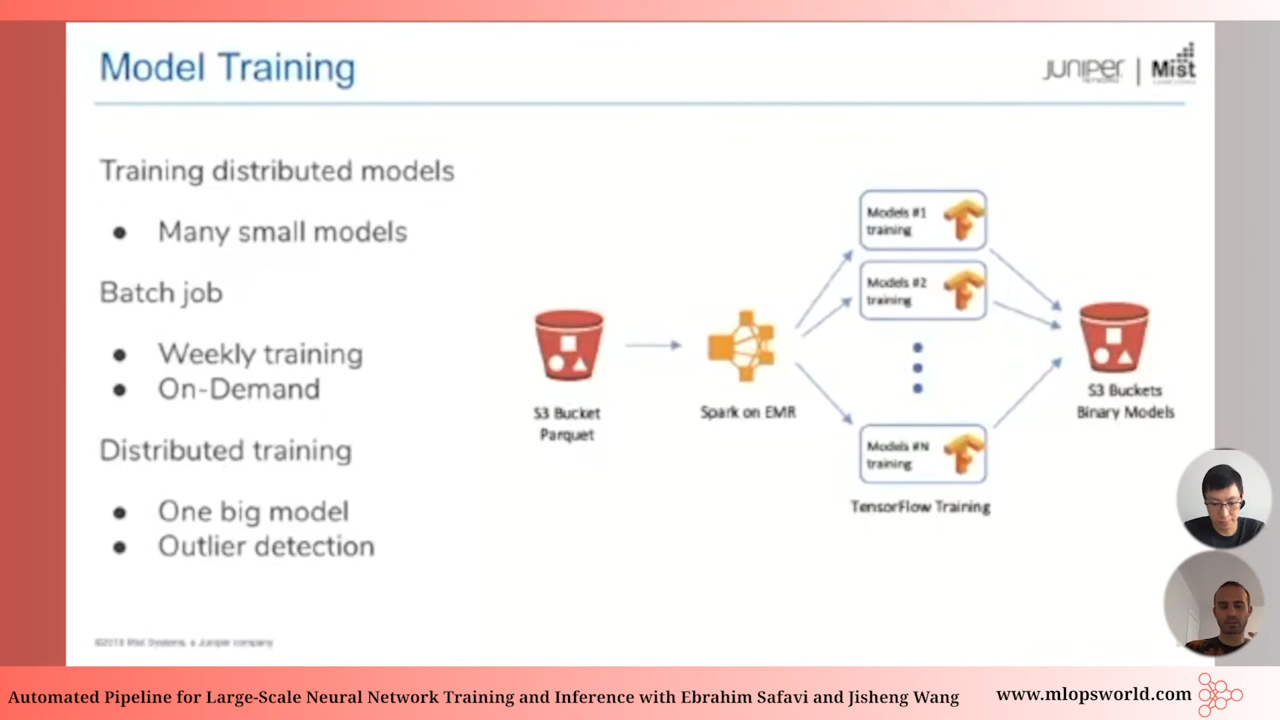 Model Training
JUNIPEr
NETWORKS
Mist
Training distributed models
Many small models
Batch job
Weekly training
On-Demand
Distributed training
One big model
Outlier detection
S3 Bucket
Parquet
Spark on EMR
Models #1
training
Models #2
training
Models #N
training
TensorFlow Training
S3 Buckets
Binary Models
Mist Systems, a Juniper company
Automated Pipeline for Large-Scale Neural Network Training and Inference with Ebrahim Safavi and Jisheng Wang
www.mlopsworld.com